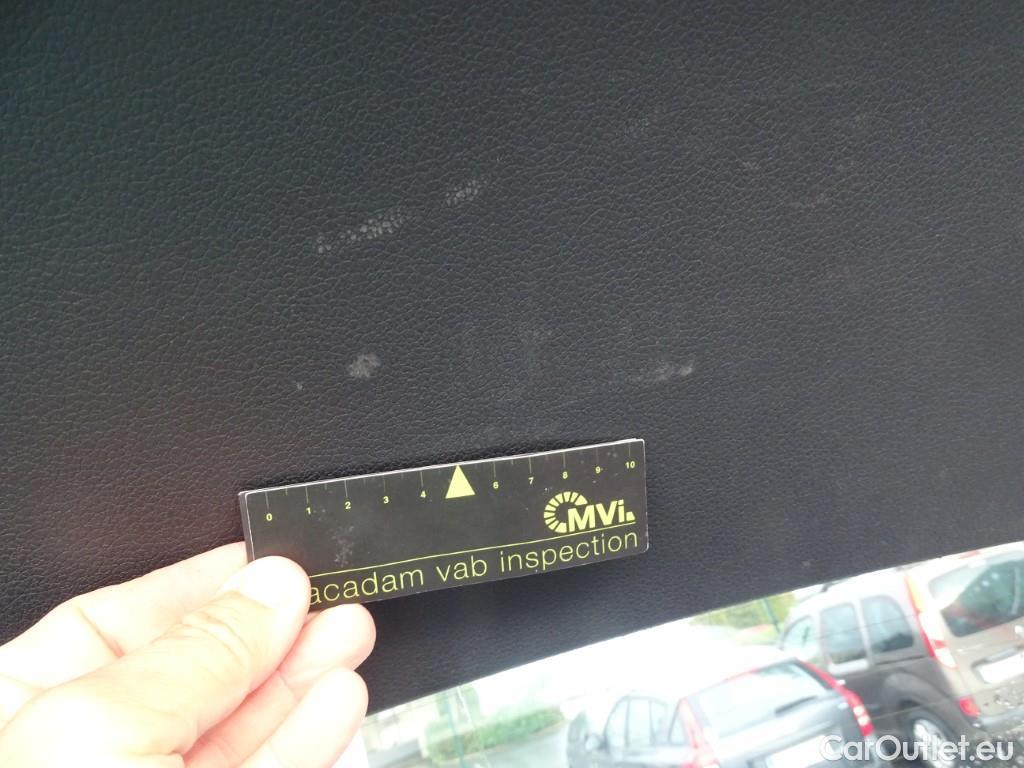 0 1 2 3 4 6 7 8 9 10
MVi.
acadam vab inspection
CarOutlet.eu